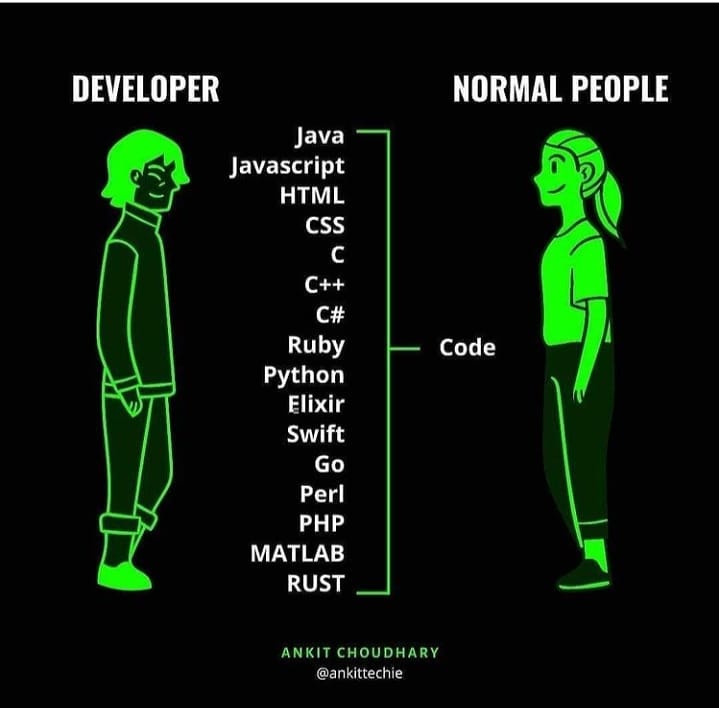 DEVELOPER
NORMAL PEOPLE
Java
Javascript
HTML
CSS
C
C++
C#
Ruby
Python
Elixir
Swift
Go
Perl
PHP
MATLAB
RUST
Code
ANKIT CHOUDHARY
@ankittechie